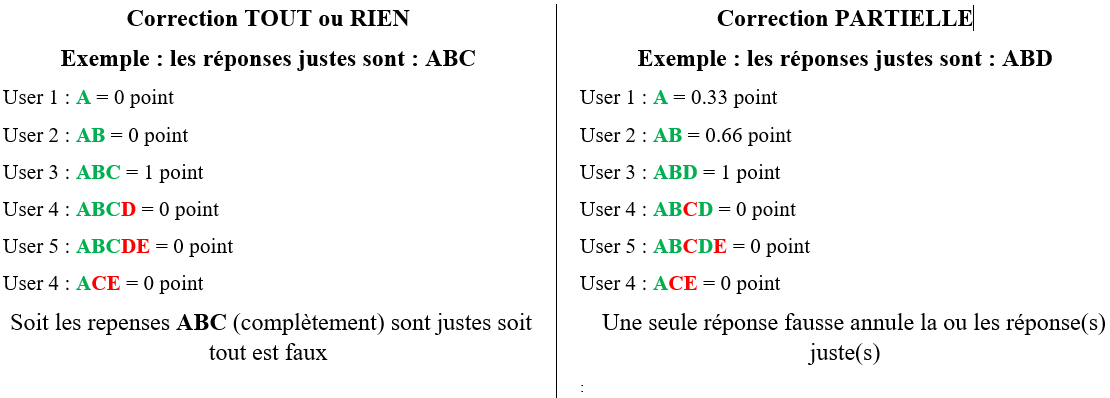 Correction TOUT ou RIEN
Exemple : les réponses justes sont : ABC
User 1 : A = 0 point
User 2 : AB = 0 point
User 3 : ABC = 1 point
User 4 : ABCD = 0 point
User 5 : ABCDE = 0 point
User 4 : ACE = 0 point
Soit les repenses ABC (complètement) sont justes soit
tout est faux
Correction PARTIELLE
Exemple : les réponses justes sont : ABD
User 1 : A = 0.33 point
User 2 : AB = 0.66 point
User 3 : ABD = 1 point
User 4 : ABCD = 0 point
User 5 : ABCDE = 0 point
User 4 : ACE = 0 point
Une seule réponse fausse annule la ou les réponse(s)
juste(s)
: